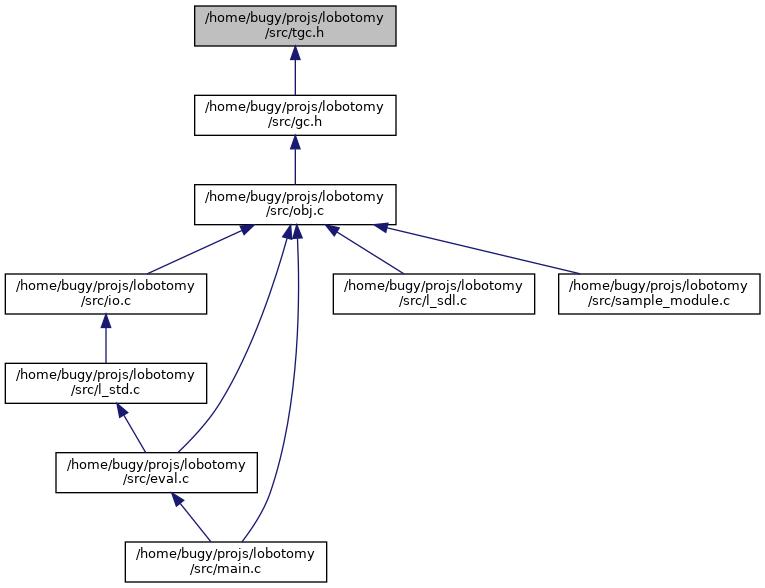 /home/bugy/projs/lobotomy
/src/tgc.h
/home/bugy/projs/lobotomy
/src/gc.h
/home/bugy/projs/lobotomy
/src/obj.c
/home/bugy/projs/lobotomy
/src/io.c
/home/bugy/projs/lobotomy
/src/l_sdl.c
/home/bugy/projs/lobotomy
/src/sample_module.c
/home/bugy/projs/lobotomy
/src/l_std.c
/home/bugy/projs/lobotomy
/src/eval.c
/home/bugy/projs/lobotomy
/src/main.c